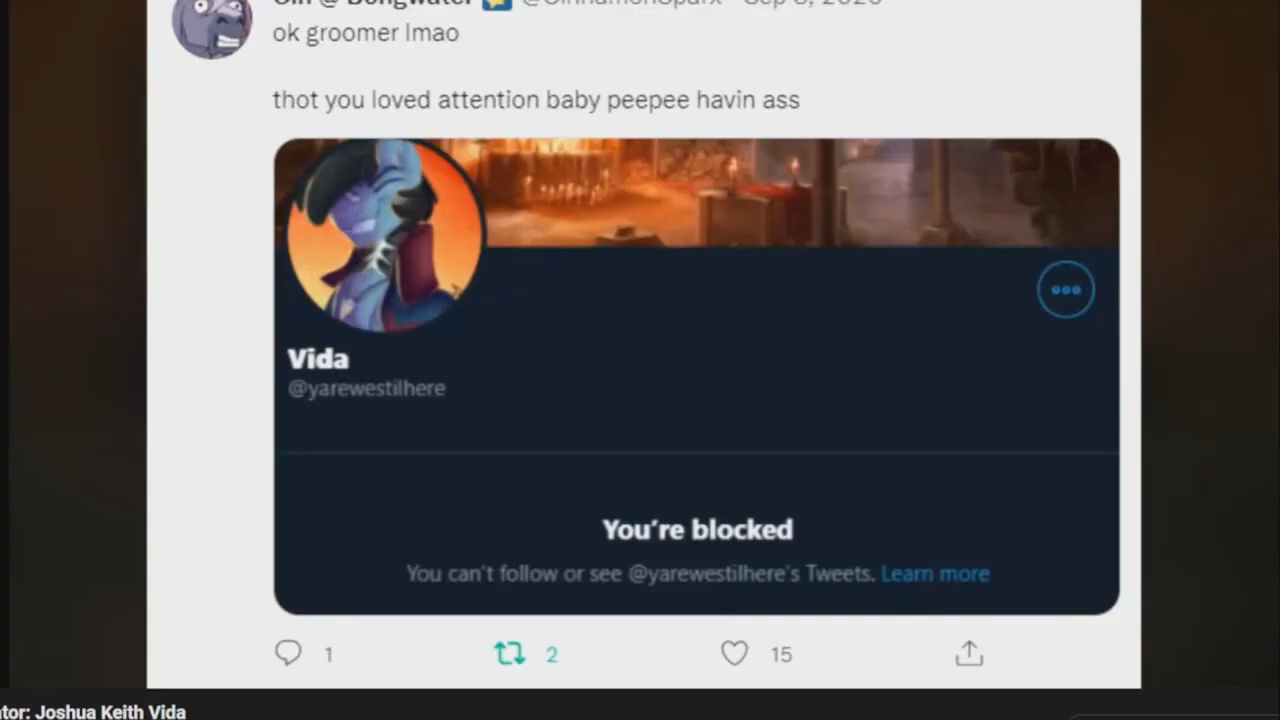 ok groomer lmao
thot you loved attention baby peepee havin ass
Vida
@yarewestilhere
You're blocked
You can't follow or see @yarewestilhere's Tweets. Learn more
1 2 15
ator: Joshua Keith Vida